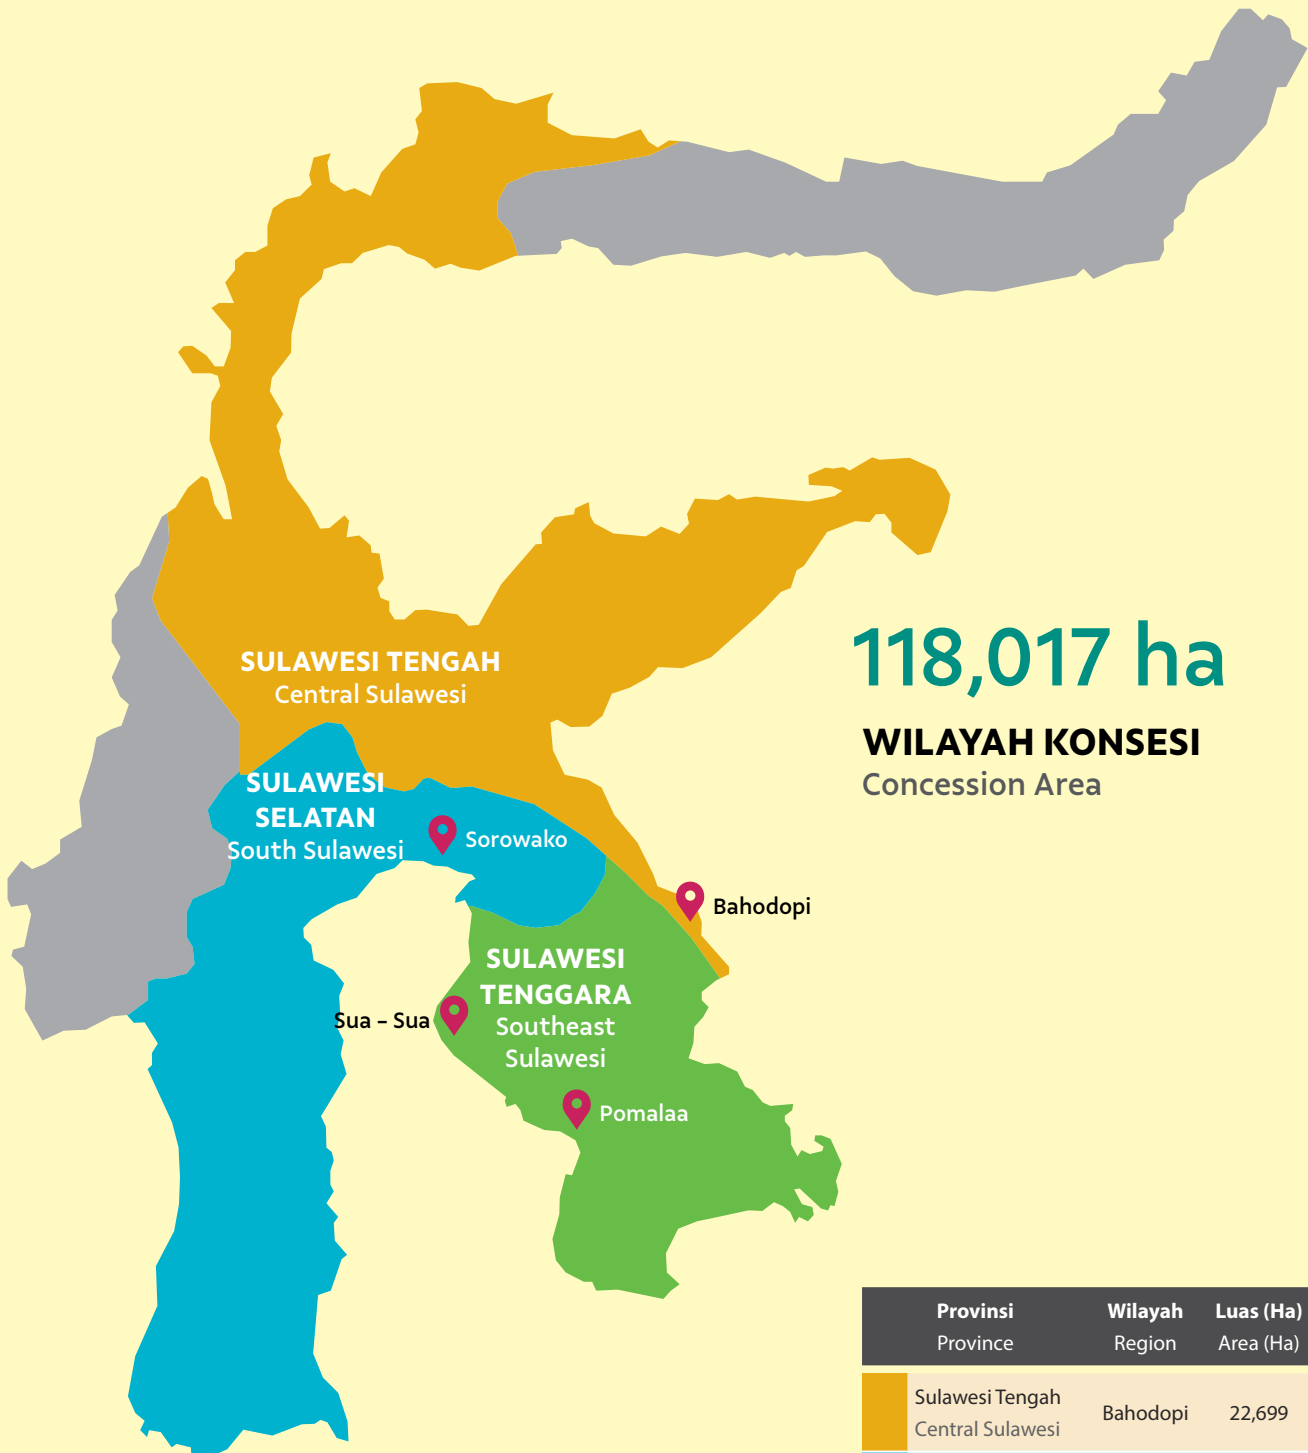 SULAWESI TENGAH
Central Sulawesi
118,017 ha
WILAYAH KONSESI
Concession Area
SULAWESI
SELATAN
South Sulawesi
Sorowako
Bahodopi
SULAWESI
TENGGARA
Southeast
Sulawesi
Sua – Sua
Pomalaa
Provinsi Wilayah Luas (Ha)
Province Region Area (Ha)
Sulawesi Tengah
Central Sulawesi
Bahodopi 22,699